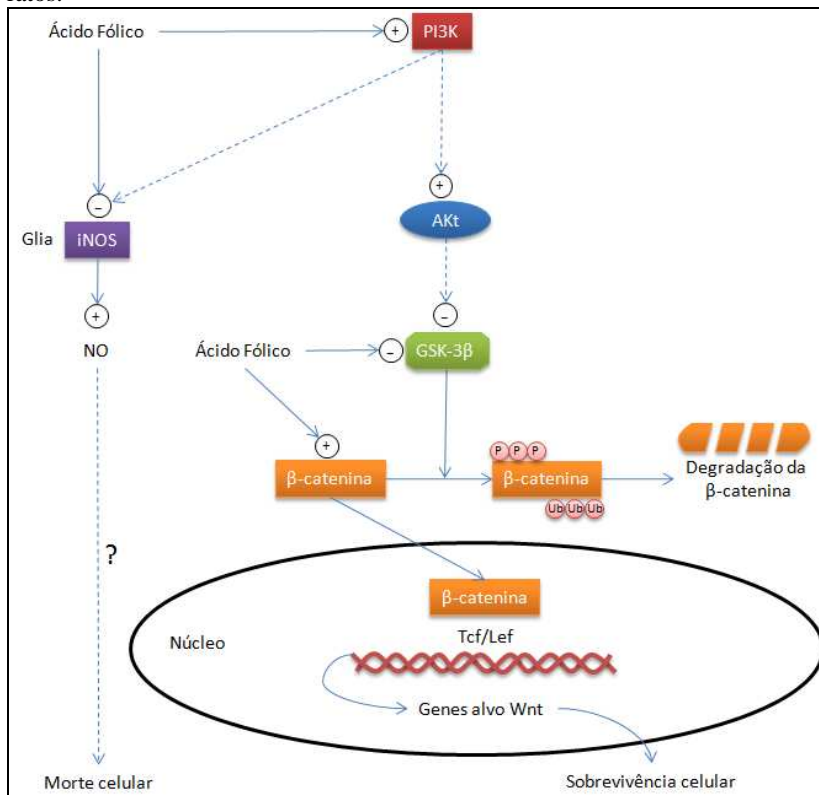 Ácido Fólico
+
PI3K
+
−
AKt
Glia
iNOS
+
−
NO
Ácido Fólico
−
GSK-3β
+
P P P
β-catenina
β-catenina
Ub Ub Ub
Degradação da
β-catenina
?
β-catenina
Tcf/Lef
Núcleo
Genes alvo Wnt
Morte celular
Sobrevivência celular